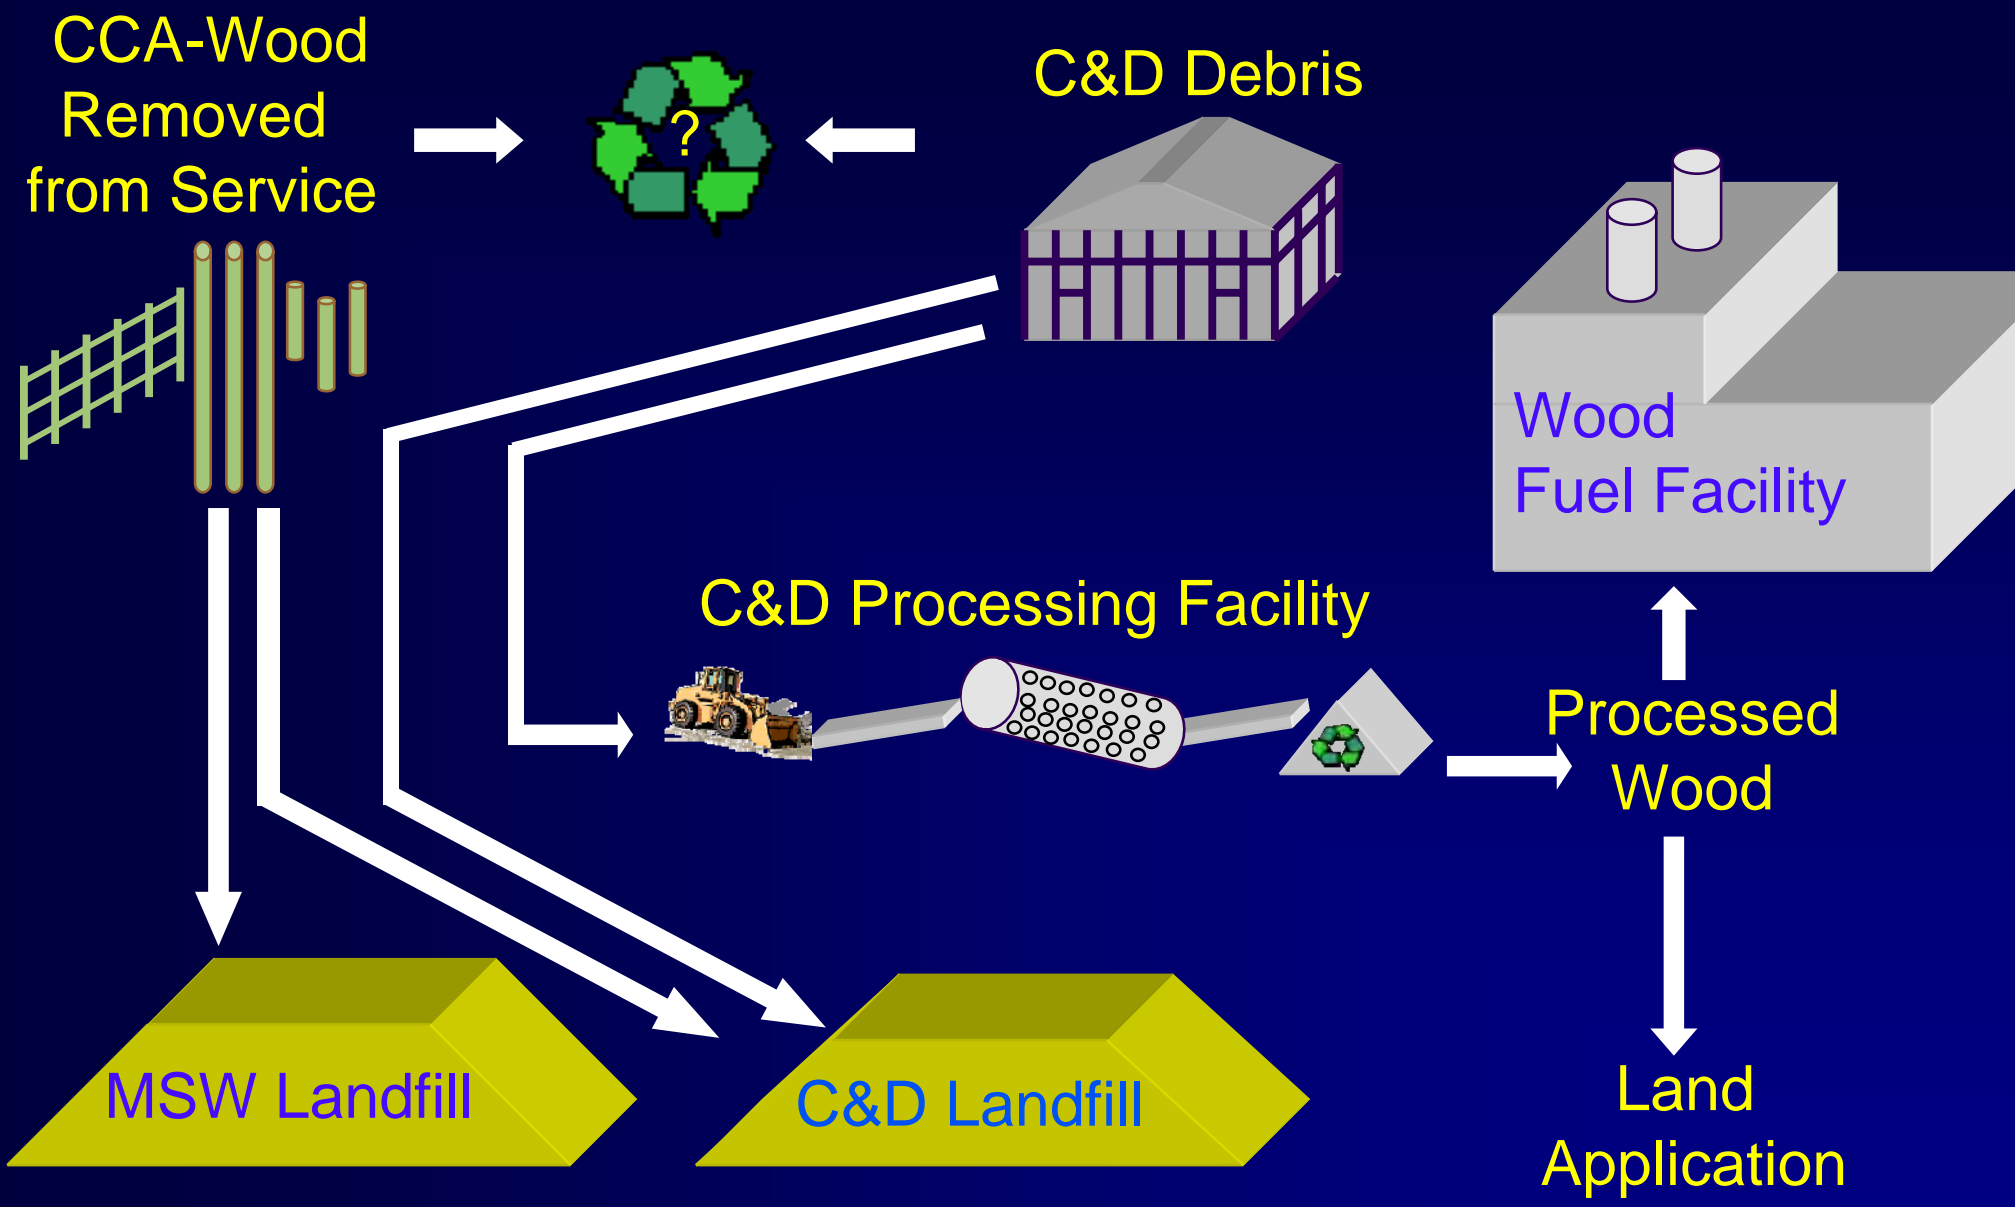 CCA-Wood
Removed
from Service
?
C&D Debris
Wood
Fuel Facility
C&D Processing Facility
Processed
Wood
MSW Landfill
C&D Landfill
Land
Application